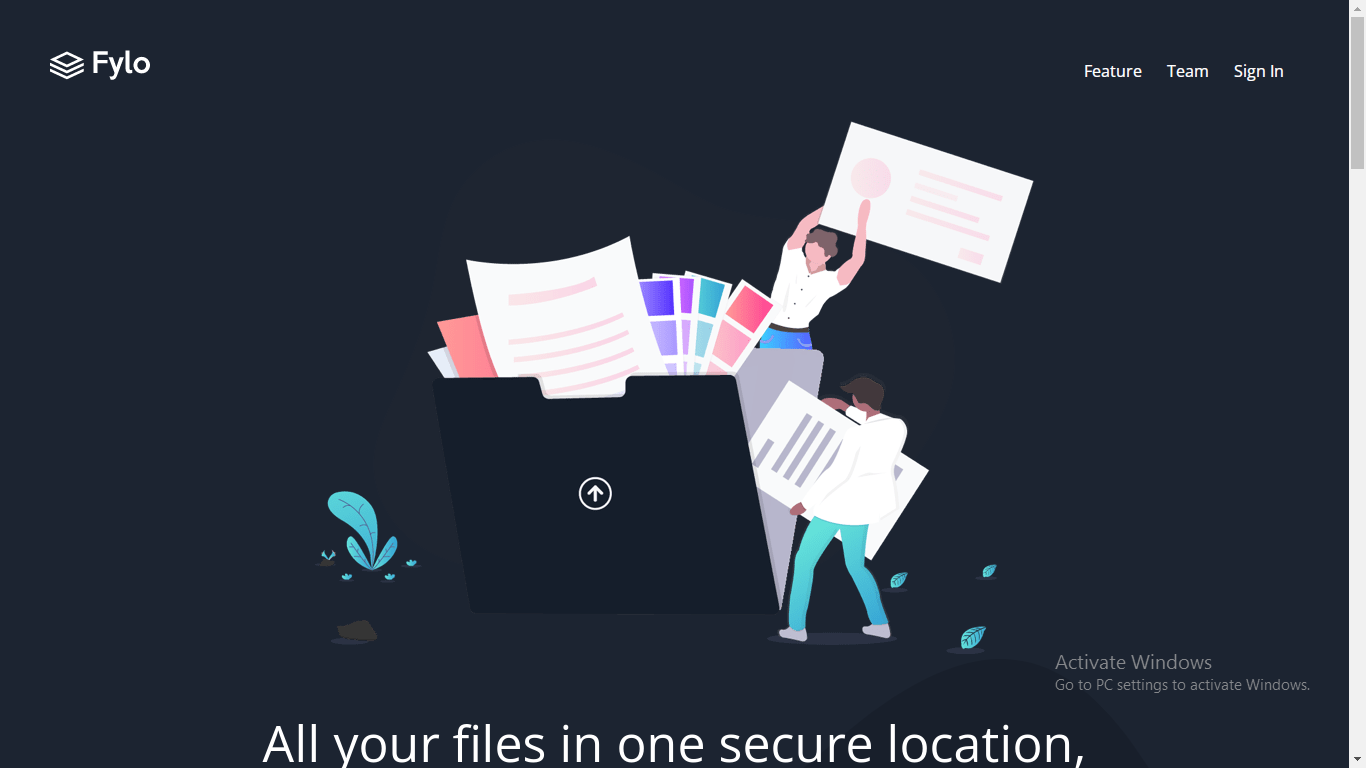 Fylo
Feature Team Sign In
Activate Windows
Go to PC settings to activate Windows.
All your files in one secure location,